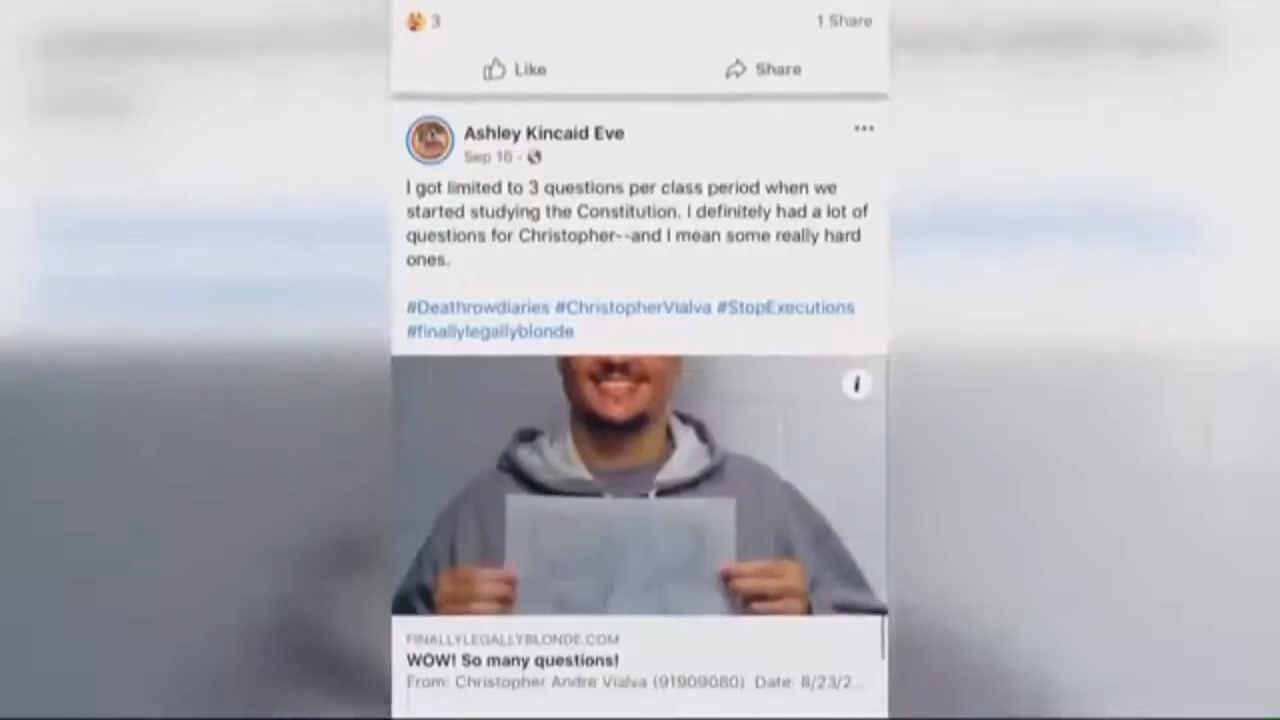 3
1 Share
Like
Share
Ashley Kincaid Eve
Sep 16 ·
I got limited to 3 questions per class period when we
started studying the Constitution. I definitely had a lot of
questions for Christopher--and I mean some really hard
ones.
#Deathrowdiaries #ChristopherVialva #StopExecutions
#finallylegallyblonde
i
FINALLYLEGALLYBLONDE.COM
WOW! So many questions!
From: Christopher Andre Vialva (91909080) Date: 8/23/2...